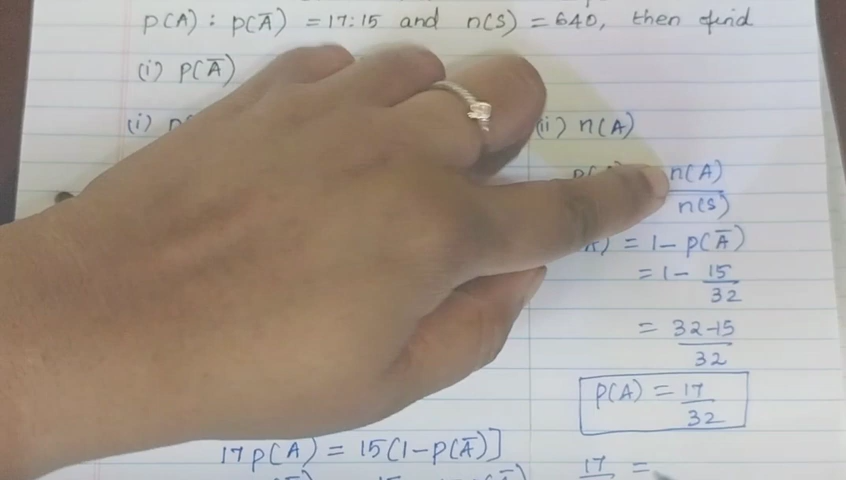 P(A) : P(A̅) = 17:15 and n(S) = 640, then find
(i) P(A̅)
(i)
(ii) n(A)
n(A)
n(S)
= 1 - P(A̅)
= 1 - 15/32
= 32-15/32
P(A) = 17/32
17P(A) = 15(1-P(A̅)]
17 =